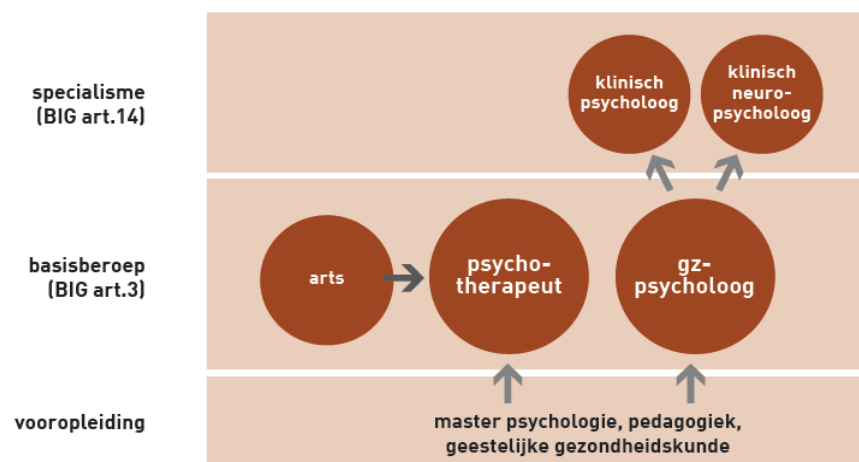 specialisme
(BIG art.14)
klinisch
psycholoog
klinisch
neuro-
psycholoog
basisberoep
(BIG art.3)
arts
psycho-
therapeut
gz-
psycholoog
vooropleiding
master psychologie, pedagogiek,
geestelijke gezondheidskunde